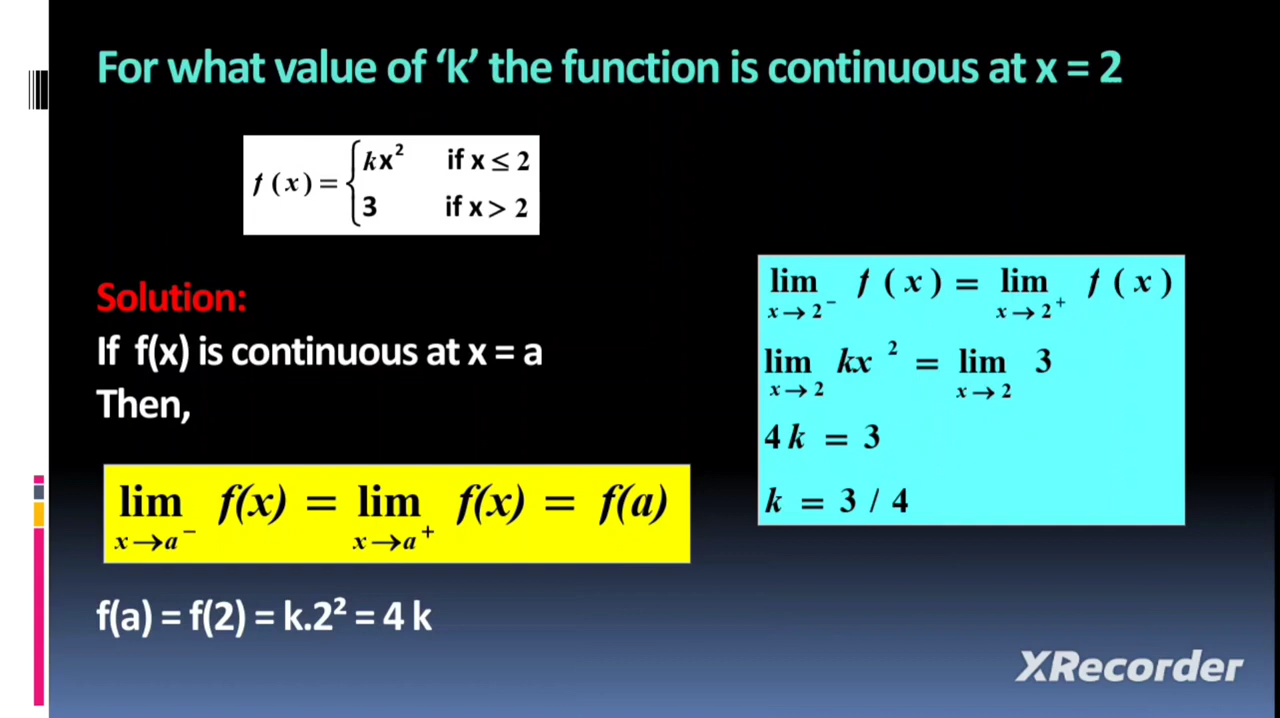 For what value of ‘k’ the function is continuous at x = 2
f (x) = { kx² if x ≤ 2
3 if x > 2
Solution:
If f(x) is continuous at x = a
Then,
lim x→a⁻ f(x) = lim x→a⁺ f(x) = f(a)
f(a) = f(2) = k.2² = 4 k
lim x→2⁻ f (x) = lim x→2⁺ f (x)
lim x→2 kx² = lim x→2 3
4k = 3
k = 3 / 4
XRecorder